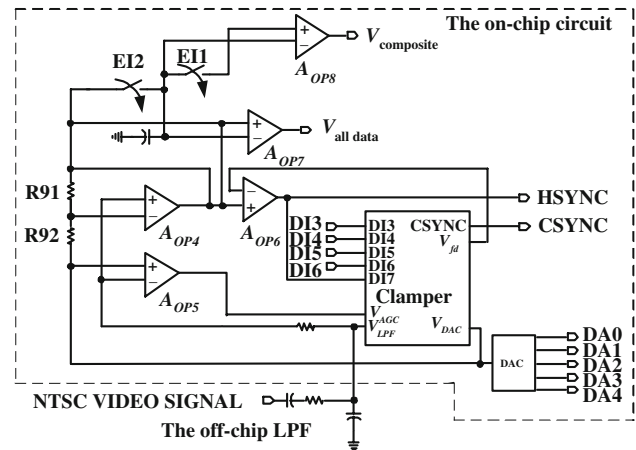 The on-chip circuit
EI2
EI1
A_OP8
V_composite
A_OP7
V_all data
R91
R92
A_OP4
A_OP6
A_OP5
HSYNC
CSYNC
DI3
DI4
DI5
DI6
DI3
DI4
DI5
DI6
DI7
CSYNC
V_fd
Clamper
V_AGC
V_LPF
V_DAC
DAC
DA0
DA1
DA2
DA3
DA4
NTSC VIDEO SIGNAL
The off-chip LPF